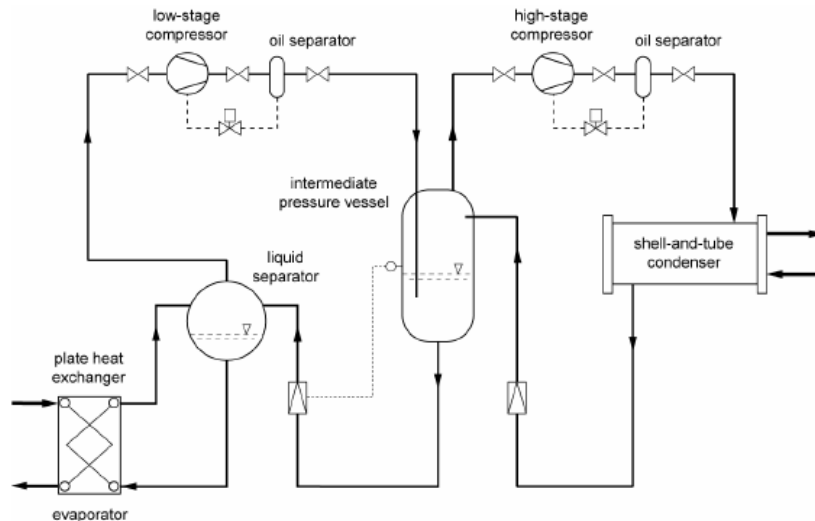 low-stage
compressor
oil separator
high-stage
compressor
oil separator
intermediate
pressure vessel
shell-and-tube
condenser
liquid
separator
plate heat
exchanger
evaporator